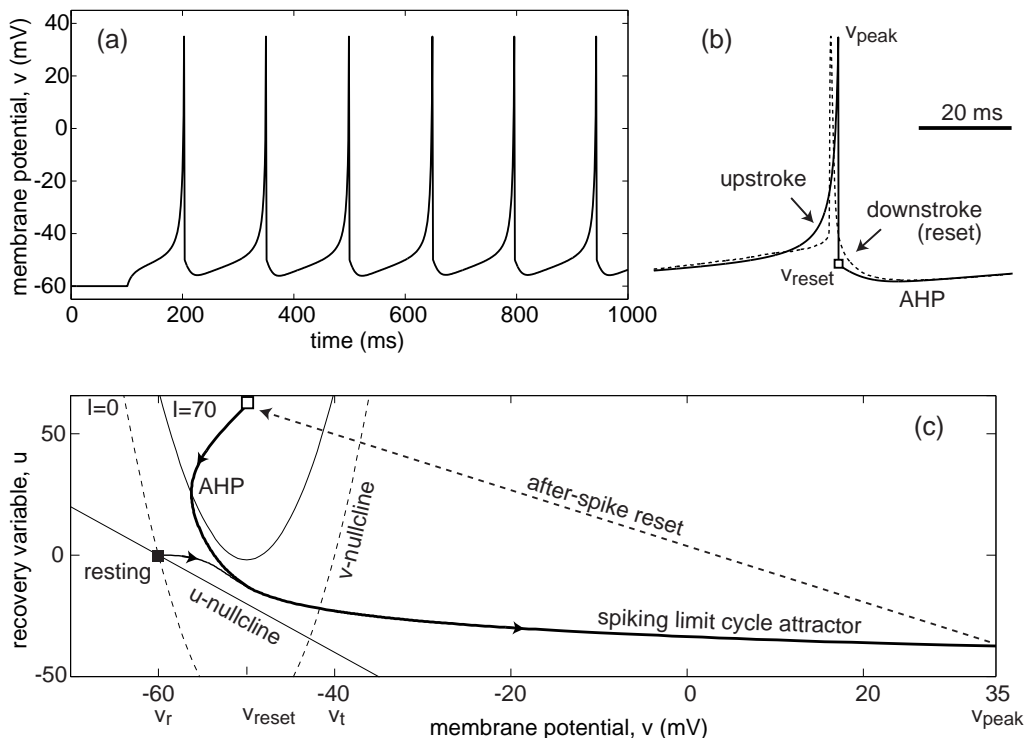 (a)
membrane potential, v (mV)
40
20
0
-20
-40
-60
0
200
400
600
800
1000
time (ms)
(b)
vpeak
20 ms
upstroke
downstroke
(reset)
vreset
AHP
(c)
recovery variable, u
50
0
-50
I=0
I=70
AHP
resting
u-nullcline
v-nullcline
after-spike reset
spiking limit cycle attractor
-60
-40
-20
0
20
35
vr
vreset
vt
membrane potential, v (mV)
vpeak